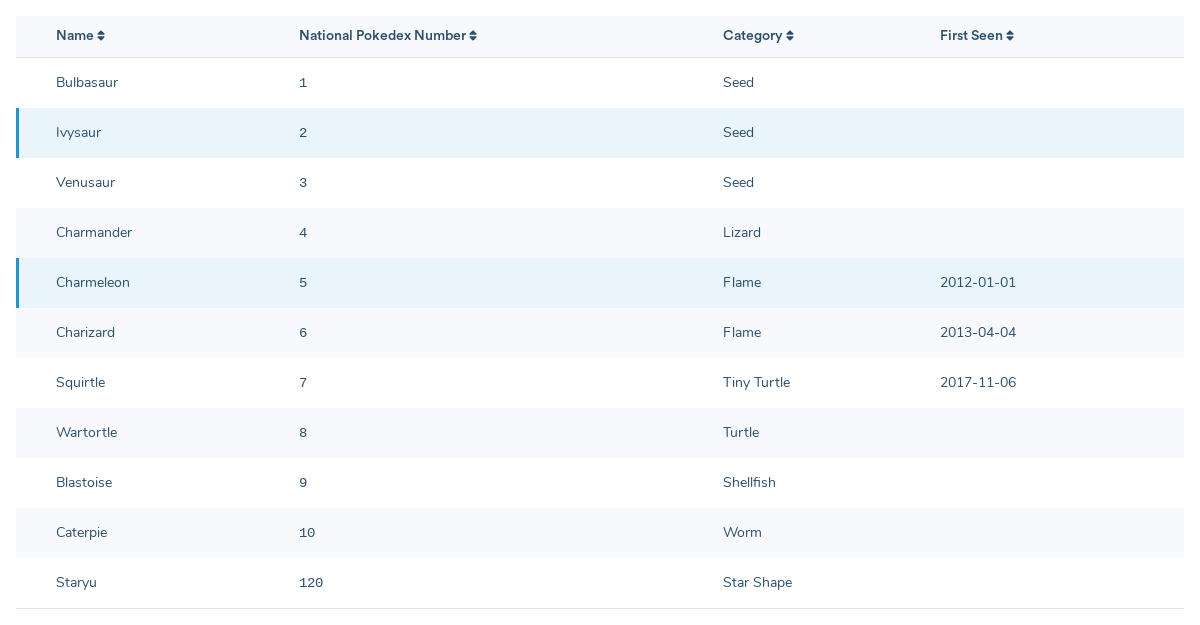 Name National Pokedex Number Category First Seen
Bulbasaur 1 Seed
Ivysaur 2 Seed
Venusaur 3 Seed
Charmander 4 Lizard
Charmeleon 5 Flame 2012-01-01
Charizard 6 Flame 2013-04-04
Squirtle 7 Tiny Turtle 2017-11-06
Wartortle 8 Turtle
Blastoise 9 Shellfish
Caterpie 10 Worm
Staryu 120 Star Shape